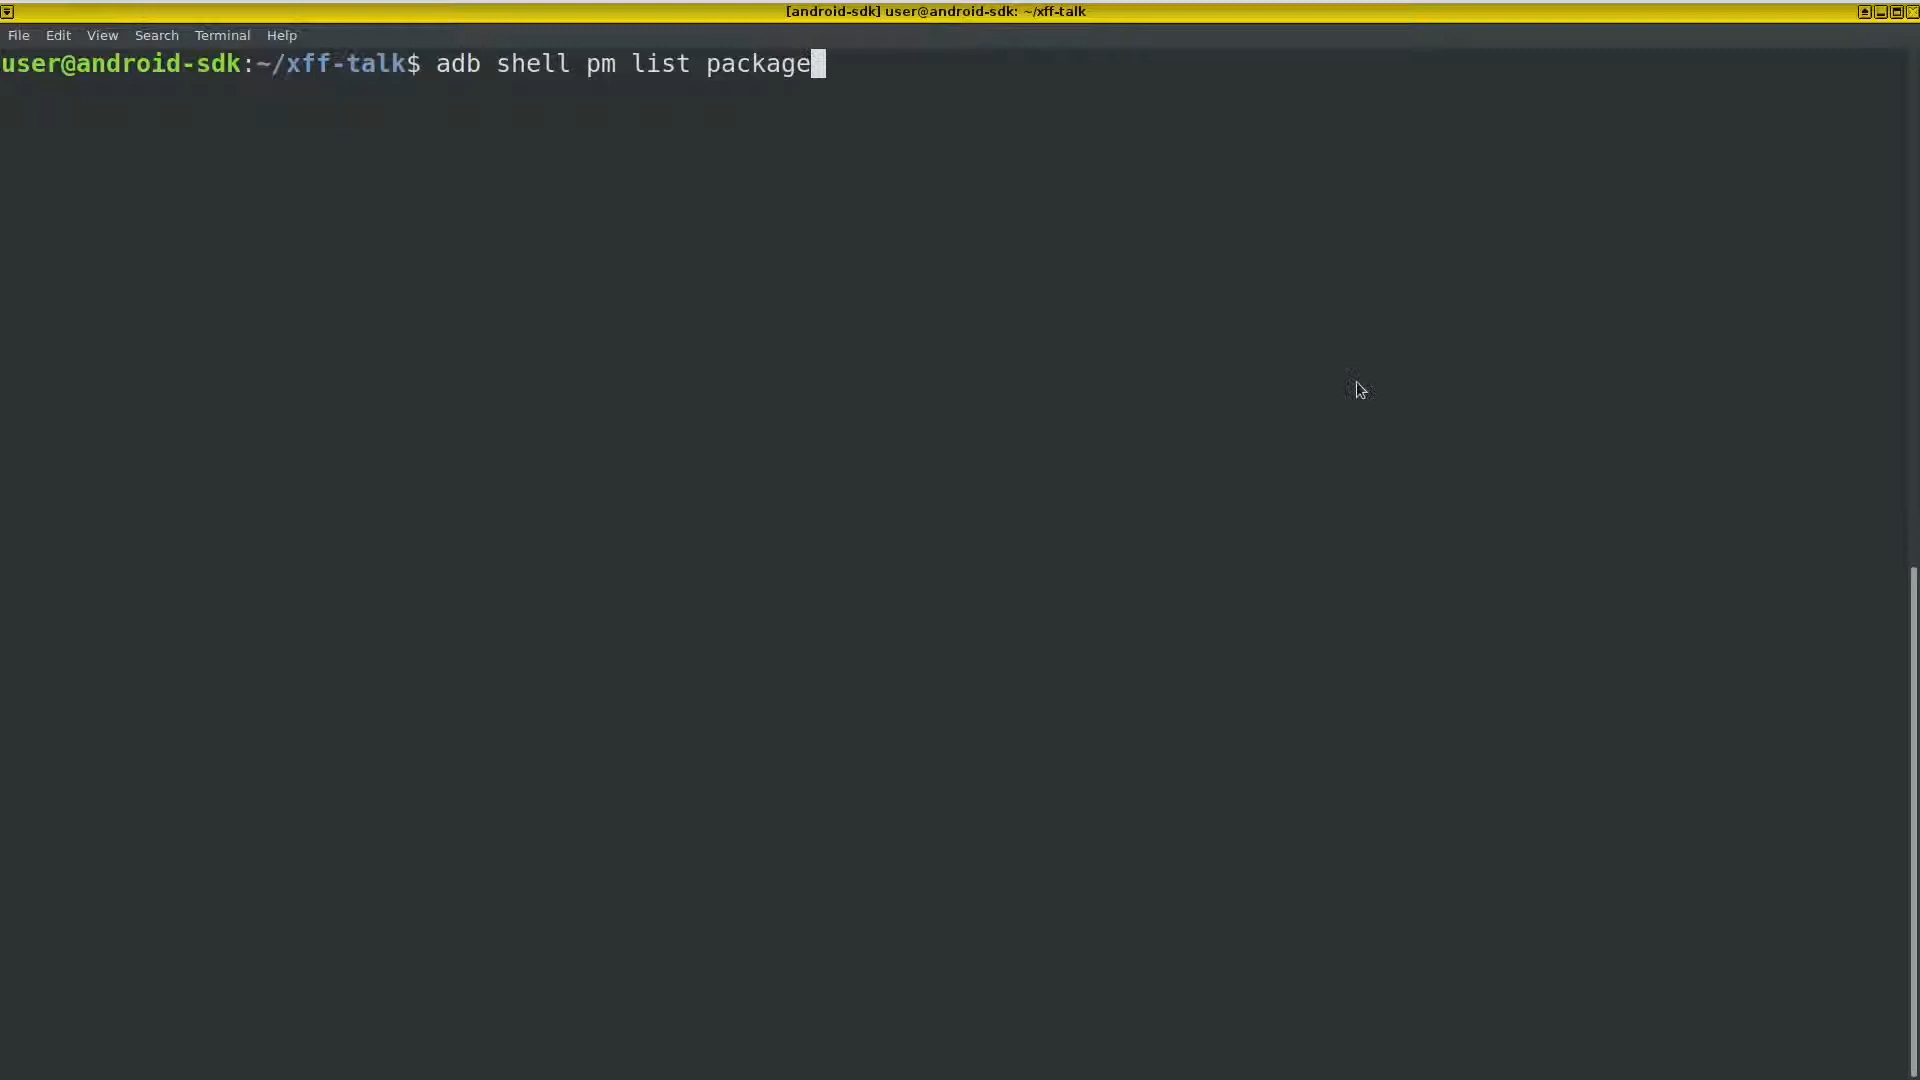 [android-sdk] user@android-sdk: ~/xff-talk
File Edit View Search Terminal Help
user@android-sdk:~/xff-talk$ adb shell pm list package